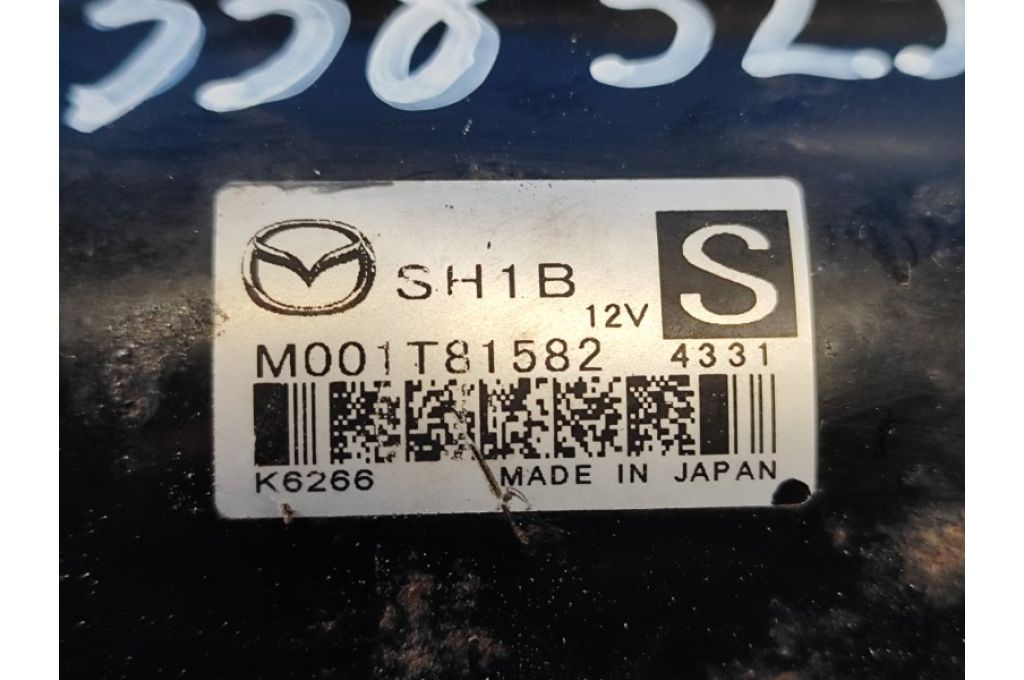 SH1B
12V
S
M001T81582
4331
K6266
MADE IN JAPAN